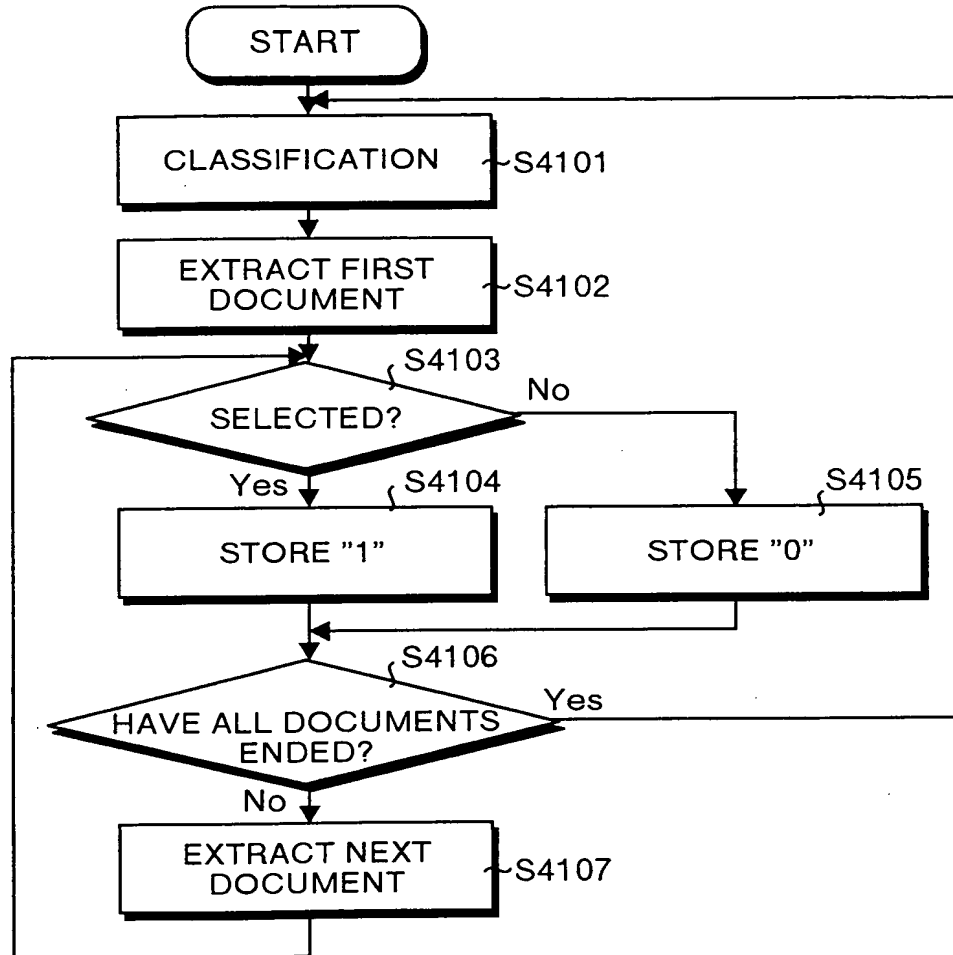 START
CLASSIFICATION
S4101
EXTRACT FIRST
DOCUMENT
S4102
S4103
SELECTED?
No
Yes
S4104
STORE "1"
S4105
STORE "0"
S4106
HAVE ALL DOCUMENTS
ENDED?
Yes
No
EXTRACT NEXT
DOCUMENT
S4107